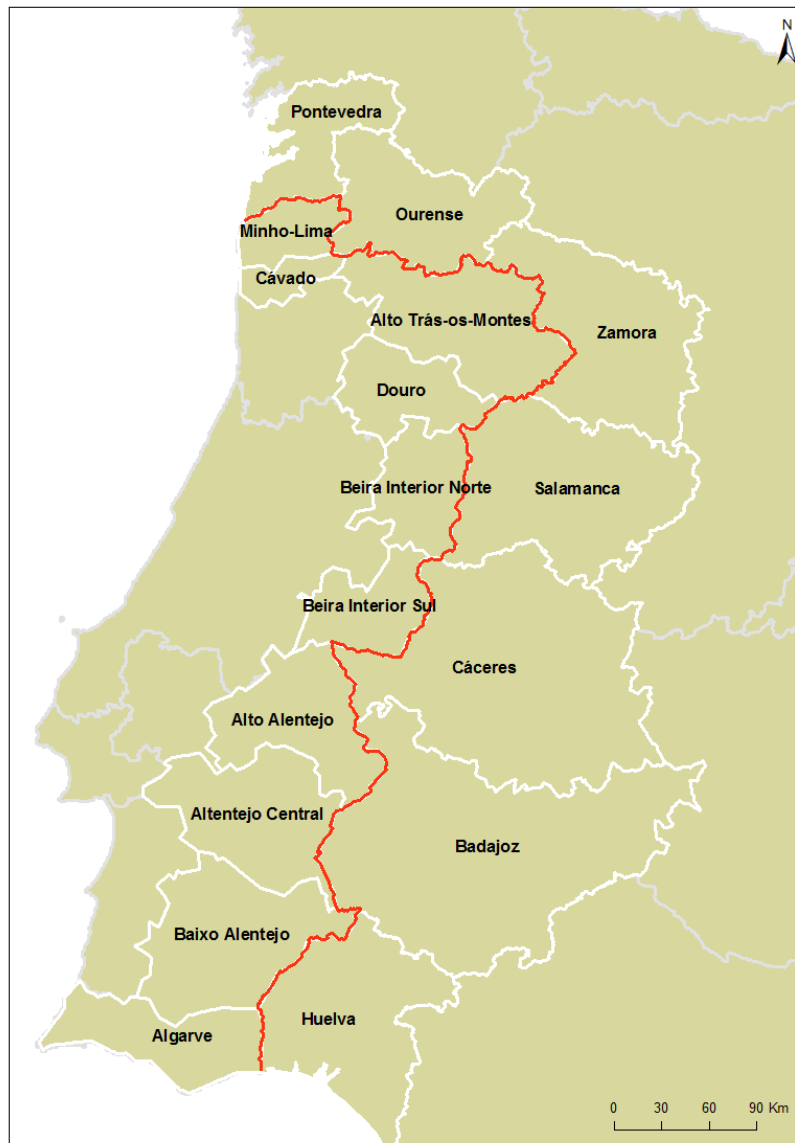 N
Pontevedra
Ourense
Minho-Lima
Cávado
Alto Trás-os-Montes
Zamora
Douro
Beira Interior Norte
Salamanca
Beira Interior Sul
Cáceres
Alto Alentejo
Altentejo Central
Badajoz
Baixo Alentejo
Huelva
Algarve
0 30 60 90 Km